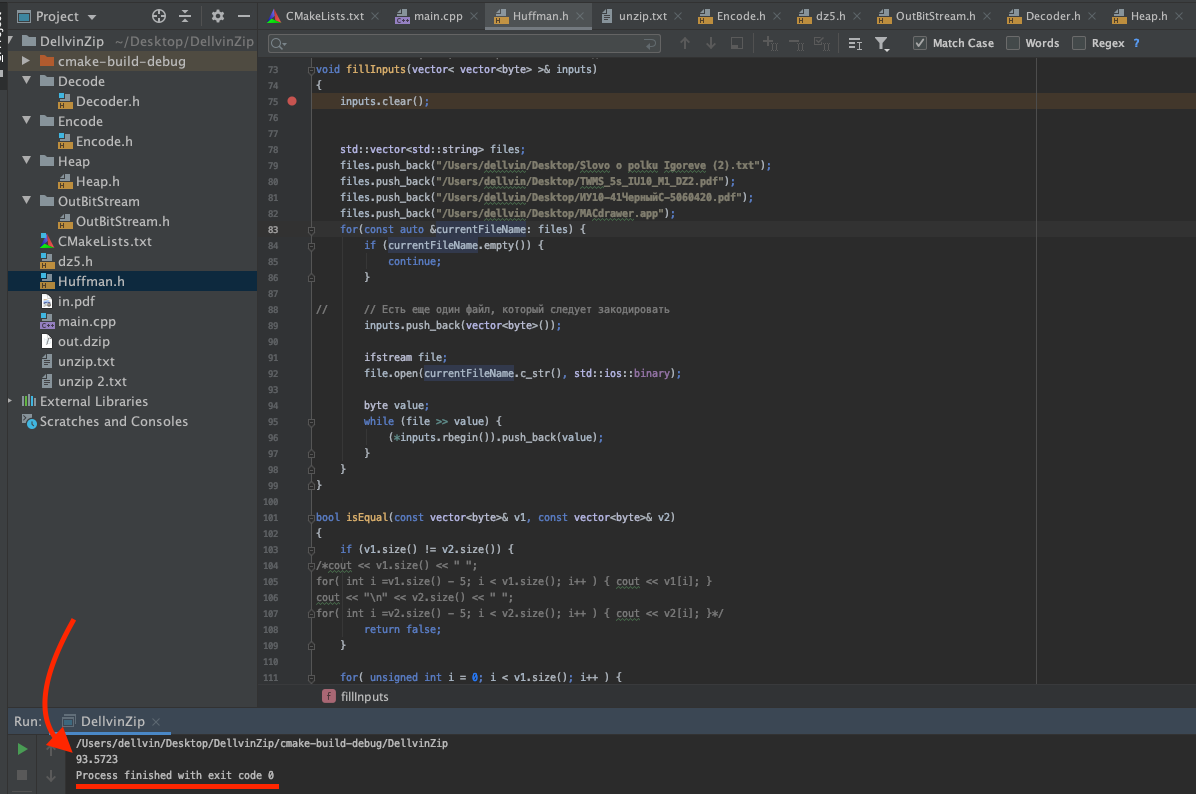 Project
CMakeLists.txt
main.cpp
Huffman.h
unzip.txt
Encode.h
dz5.h
OutBitStream.h
Decoder.h
Heap.h
DellvinZip ~/Desktop/DellvinZip
cmake-build-debug
Decode
Decoder.h
Encode
Encode.h
Heap
Heap.h
OutBitStream
OutBitStream.h
CMakeLists.txt
dz5.h
Huffman.h
in.pdf
main.cpp
out.dzip
unzip.txt
unzip 2.txt
External Libraries
Scratches and Consoles
Match Case
Words
Regex ?
73 void fillInputs(vector< vector<byte> >& inputs)
74 {
75 inputs.clear();
76
77
78 std::vector<std::string> files;
79 files.push_back("/Users/dellvin/Desktop/Slovo o polku Igoreve (2).txt");
80 files.push_back("/Users/dellvin/Desktop/TWMS_5s_IU10_M1_DZ2.pdf");
81 files.push_back("/Users/dellvin/Desktop/ИУ10-41ЧерныйС-5060420.pdf");
82 files.push_back("/Users/dellvin/Desktop/MACdrawer.app");
83 for(const auto &currentFileName: files) {
84 if (currentFileName.empty()) {
85 continue;
86 }
87
88 // // Есть еще один файл, который следует закодировать
89 inputs.push_back(vector<byte>());
90
91 ifstream file;
92 file.open(currentFileName.c_str(), std::ios::binary);
93
94 byte value;
95 while (file >> value) {
96 (*inputs.rbegin()).push_back(value);
97 }
98 }
99 }
100
101 bool isEqual(const vector<byte>& v1, const vector<byte>& v2)
102 {
103 if (v1.size() != v2.size()) {
104 /*cout << v1.size() << " ";
105 for( int i =v1.size() - 5; i < v1.size(); i++ ) { cout << v1[i]; }
106 cout << "\n" << v2.size() << " ";
107 for( int i =v2.size() - 5; i < v2.size(); i++ ) { cout << v2[i]; }*/
108 return false;
109 }
110
111 for( unsigned int i = 0; i < v1.size(); i++ ) {
f fillInputs
Run: DellvinZip
/Users/dellvin/Desktop/DellvinZip/cmake-build-debug/DellvinZip
93.5723
Process finished with exit code 0